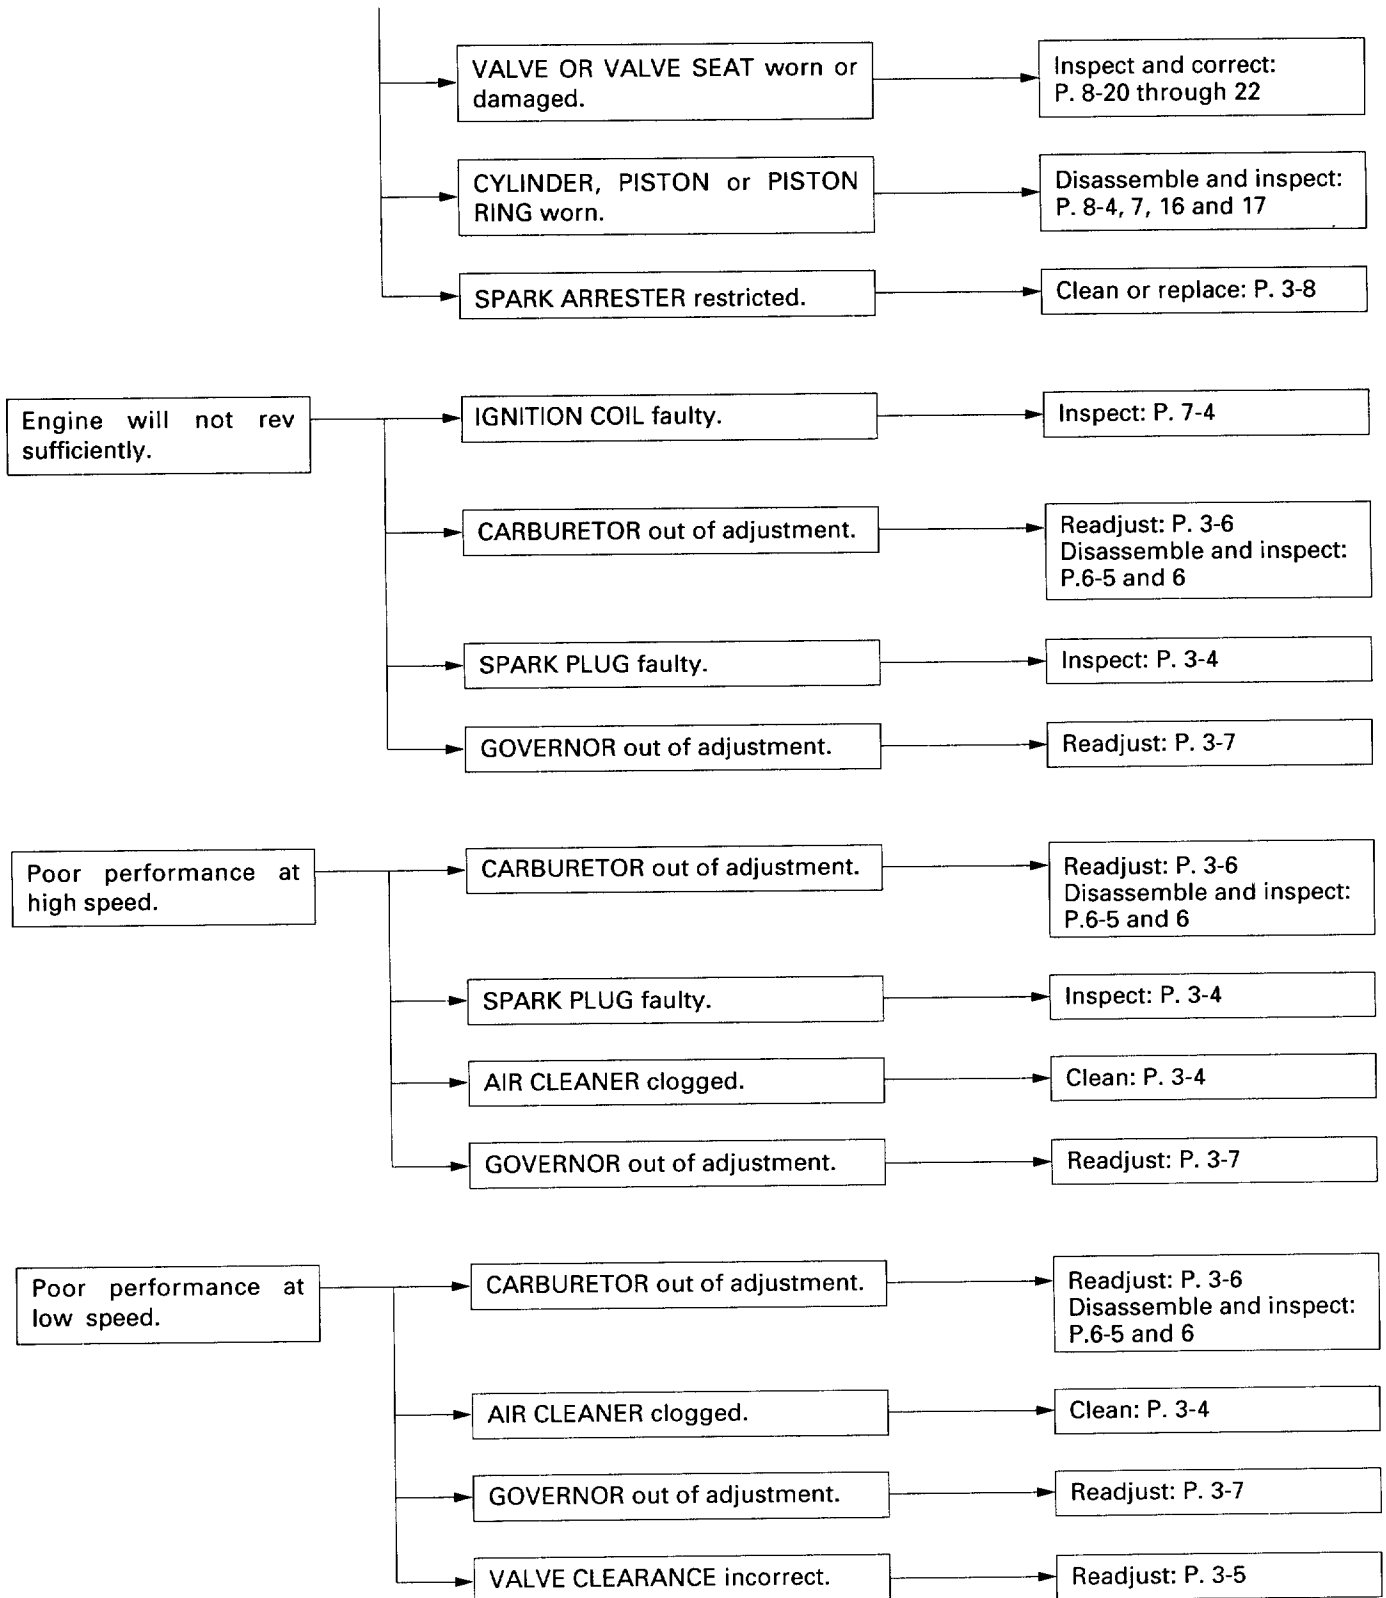 VALVE OR VALVE SEAT worn or
damaged.
Inspect and correct:
P. 8-20 through 22
CYLINDER, PISTON or PISTON
RING worn.
Disassemble and inspect:
P. 8-4, 7, 16 and 17
SPARK ARRESTER restricted.
Clean or replace: P. 3-8
Engine will not rev
sufficiently.
IGNITION COIL faulty.
Inspect: P. 7-4
CARBURETOR out of adjustment.
Readjust: P. 3-6
Disassemble and inspect:
P.6-5 and 6
SPARK PLUG faulty.
Inspect: P. 3-4
GOVERNOR out of adjustment.
Readjust: P. 3-7
Poor performance at
high speed.
CARBURETOR out of adjustment.
Readjust: P. 3-6
Disassemble and inspect:
P.6-5 and 6
SPARK PLUG faulty.
Inspect: P. 3-4
AIR CLEANER clogged.
Clean: P. 3-4
GOVERNOR out of adjustment.
Readjust: P. 3-7
Poor performance at
low speed.
CARBURETOR out of adjustment.
Readjust: P. 3-6
Disassemble and inspect:
P.6-5 and 6
AIR CLEANER clogged.
Clean: P. 3-4
GOVERNOR out of adjustment.
Readjust: P. 3-7
VALVE CLEARANCE incorrect.
Readjust: P. 3-5